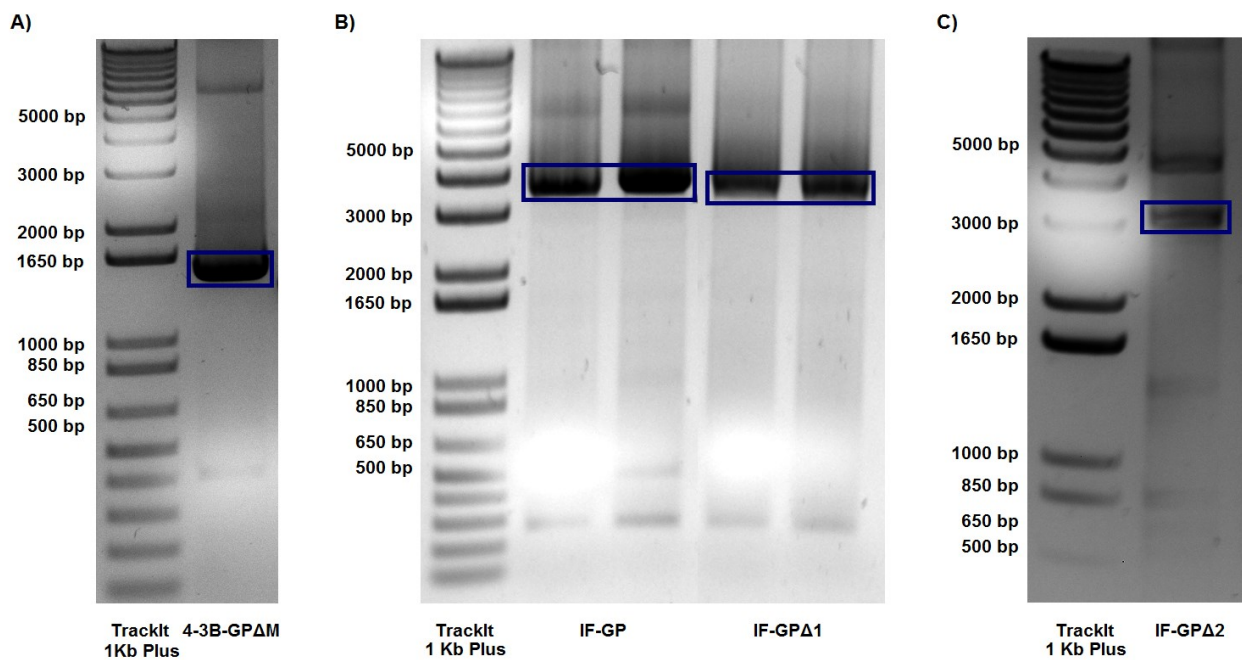 A)
5000 bp
3000 bp
2000 bp
1650 bp
1000 bp
850 bp
650 bp
500 bp
TrackIt
1Kb Plus
4-3B-GPΔM
B)
5000 bp
3000 bp
2000 bp
1650 bp
1000 bp
850 bp
650 bp
500 bp
TrackIt
1 Kb Plus
IF-GP
IF-GPΔ1
C)
5000 bp
3000 bp
2000 bp
1650 bp
1000 bp
850 bp
650 bp
500 bp
TrackIt
1 Kb Plus
IF-GPΔ2